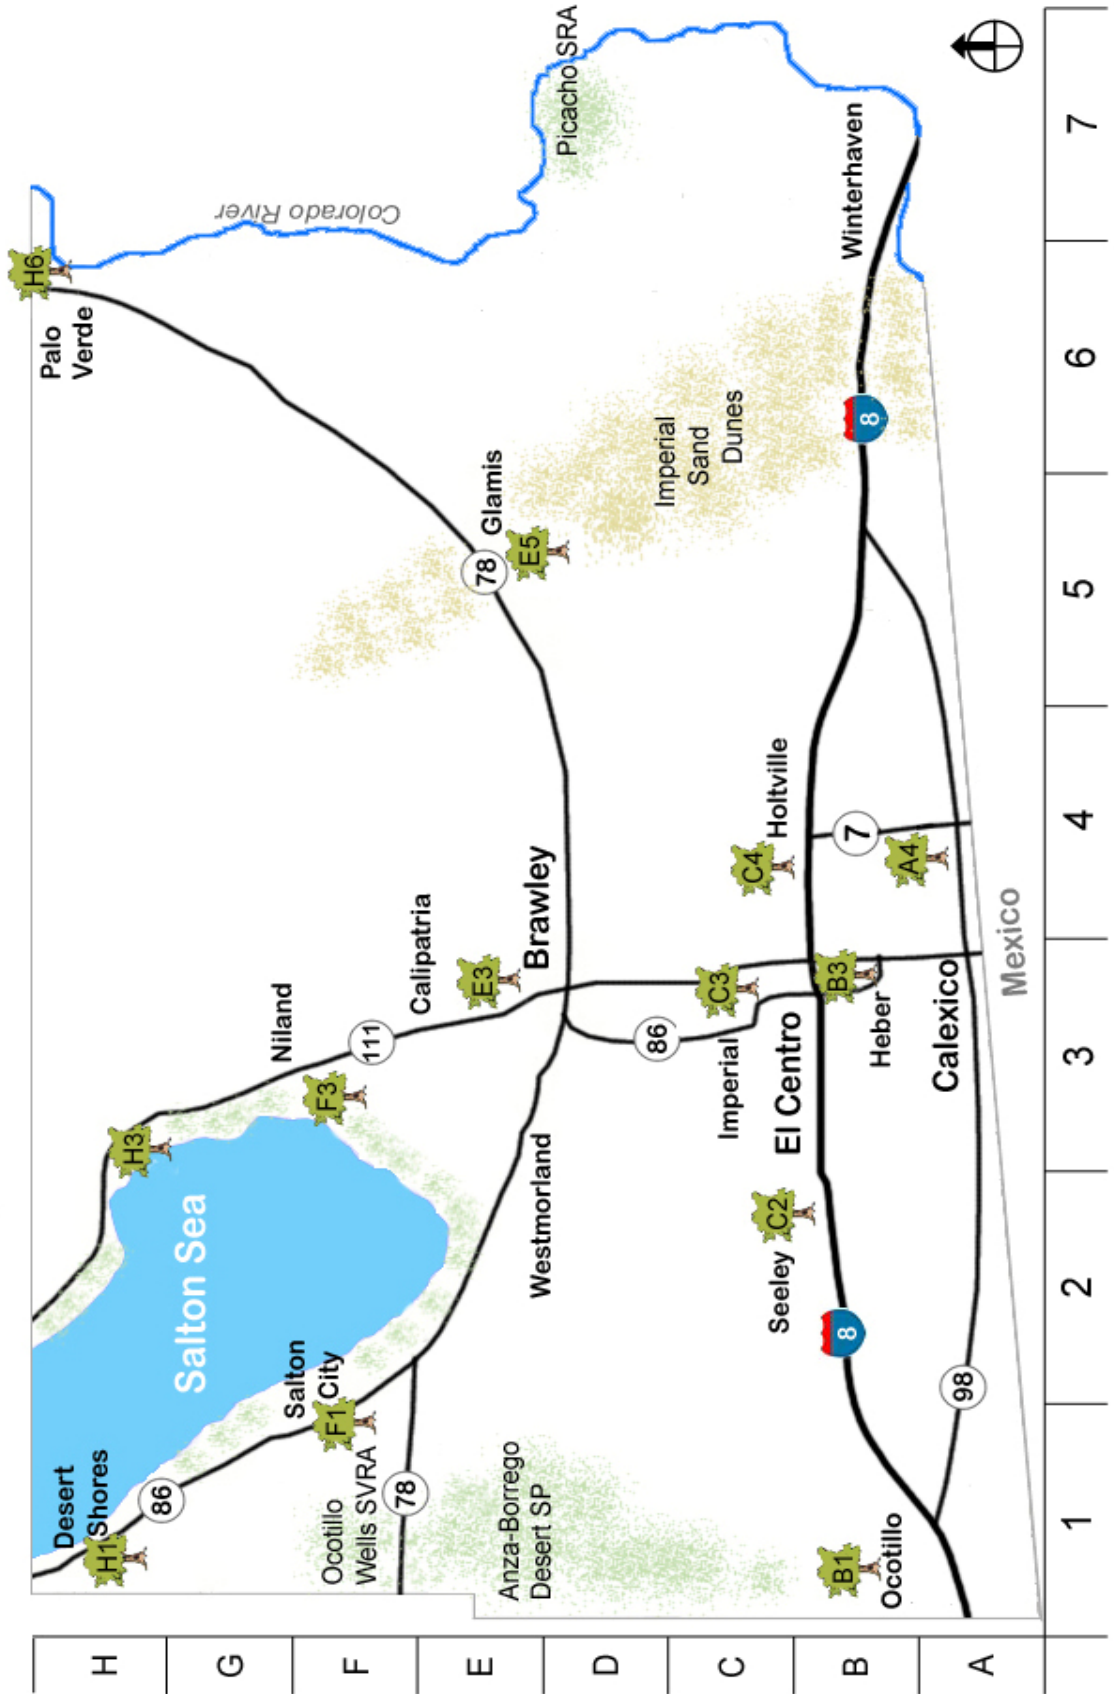 H6
Palo
Verde
Colorado River
Picacho SRA
Desert
Shores
H1
86
Salton Sea
H3
Niland
F3
111
Salton
City
F1
Ocotillo
Wells SVRA
78
Calipatria
E3
Glamis
78
E5
Anza-Borrego
Desert SP
Westmorland
Brawley
86
Imperial
C3
Imperial
Sand
Dunes
Seeley
C2
El Centro
C4
Holtville
Winterhaven
8
B3
7
8
B1
Ocotillo
Heber
A4
98
Calexico
Mexico
H
G
F
E
D
C
B
A
1
2
3
4
5
6
7